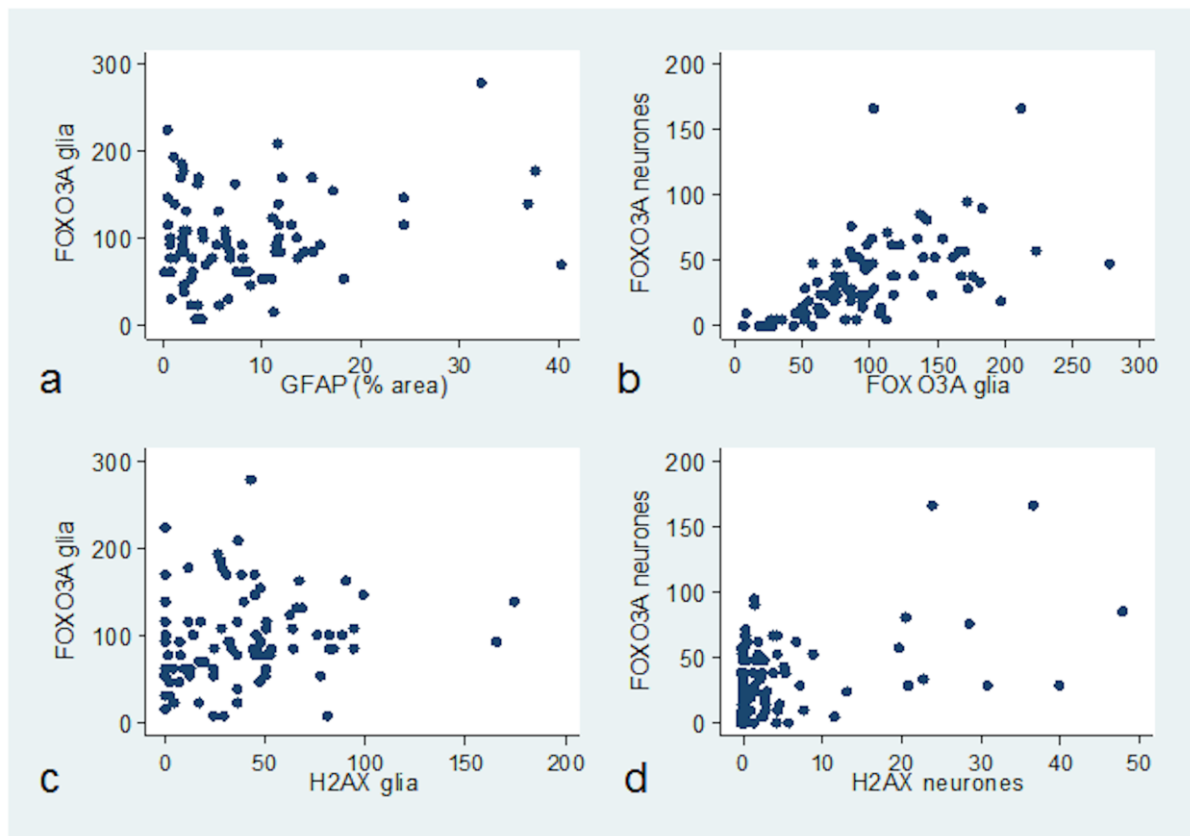 300
200
100
0
FOXO3A glia
0 10 20 30 40
GFAP (% area)
a
200
150
100
50
0
FOXO3A neurones
0 50 100 150 200 250 300
FOXO3A glia
b
300
200
100
0
FOXO3A glia
0 50 100 150 200
H2AX glia
c
200
150
100
50
0
FOXO3A neurones
0 10 20 30 40 50
H2AX neurones
d